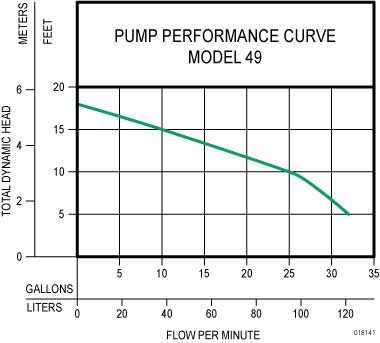 METERS
FEET
PUMP PERFORMANCE CURVE
MODEL 49
TOTAL DYNAMIC HEAD
6
4
2
0
20
15
10
5
5 10 15 20 25 30 35
GALLONS
LITERS
0 20 40 60 80 100 120
FLOW PER MINUTE
018141